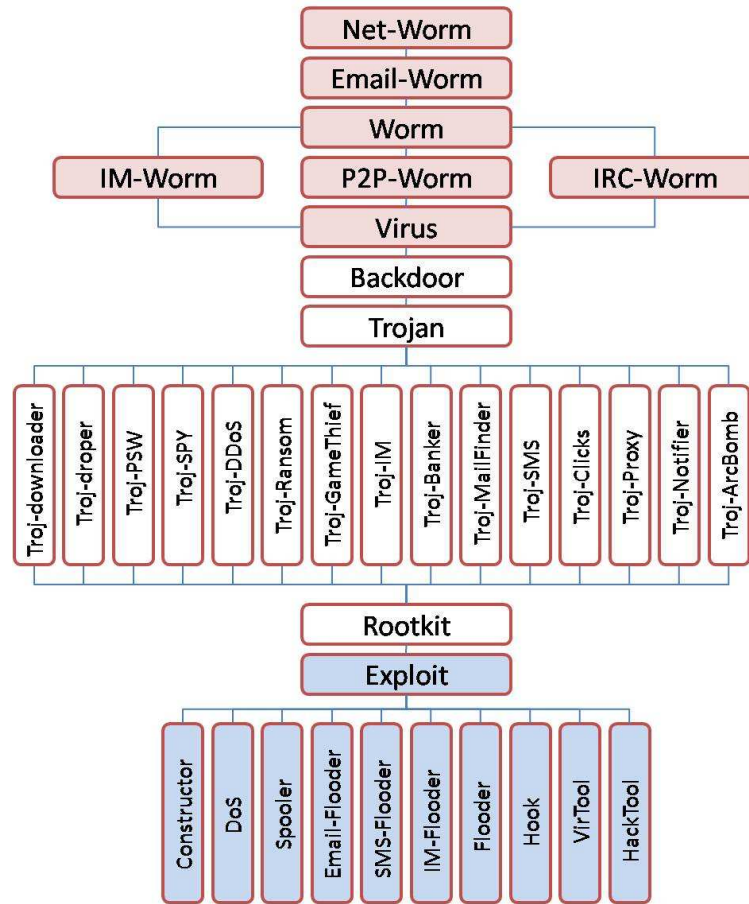 Net-Worm
Email-Worm
Worm
IM-Worm
P2P-Worm
IRC-Worm
Virus
Backdoor
Trojan
Troj-downloader
Troj-droper
Troj-PSW
Troj-SPY
Troj-DDoS
Troj-Ransom
Troj-GameThief
Troj-IM
Troj-Banker
Troj-MailFinder
Troj-SMS
Troj-Clicks
Troj-Proxy
Troj-Notifier
Troj-ArcBomb
Rootkit
Exploit
Constructor
DoS
Spooler
Email-Flooder
SMS-Flooder
IM-Flooder
Flooder
Hook
VirTool
HackTool